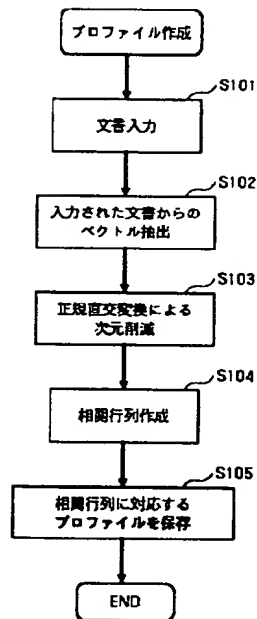 プロファイル作成
S101
文書入力
S102
入力された文書からの
ベクトル抽出
S103
正規直交変換による
次元削減
S104
相関行列作成
S105
相関行列に対応する
プロファイルを保存
END